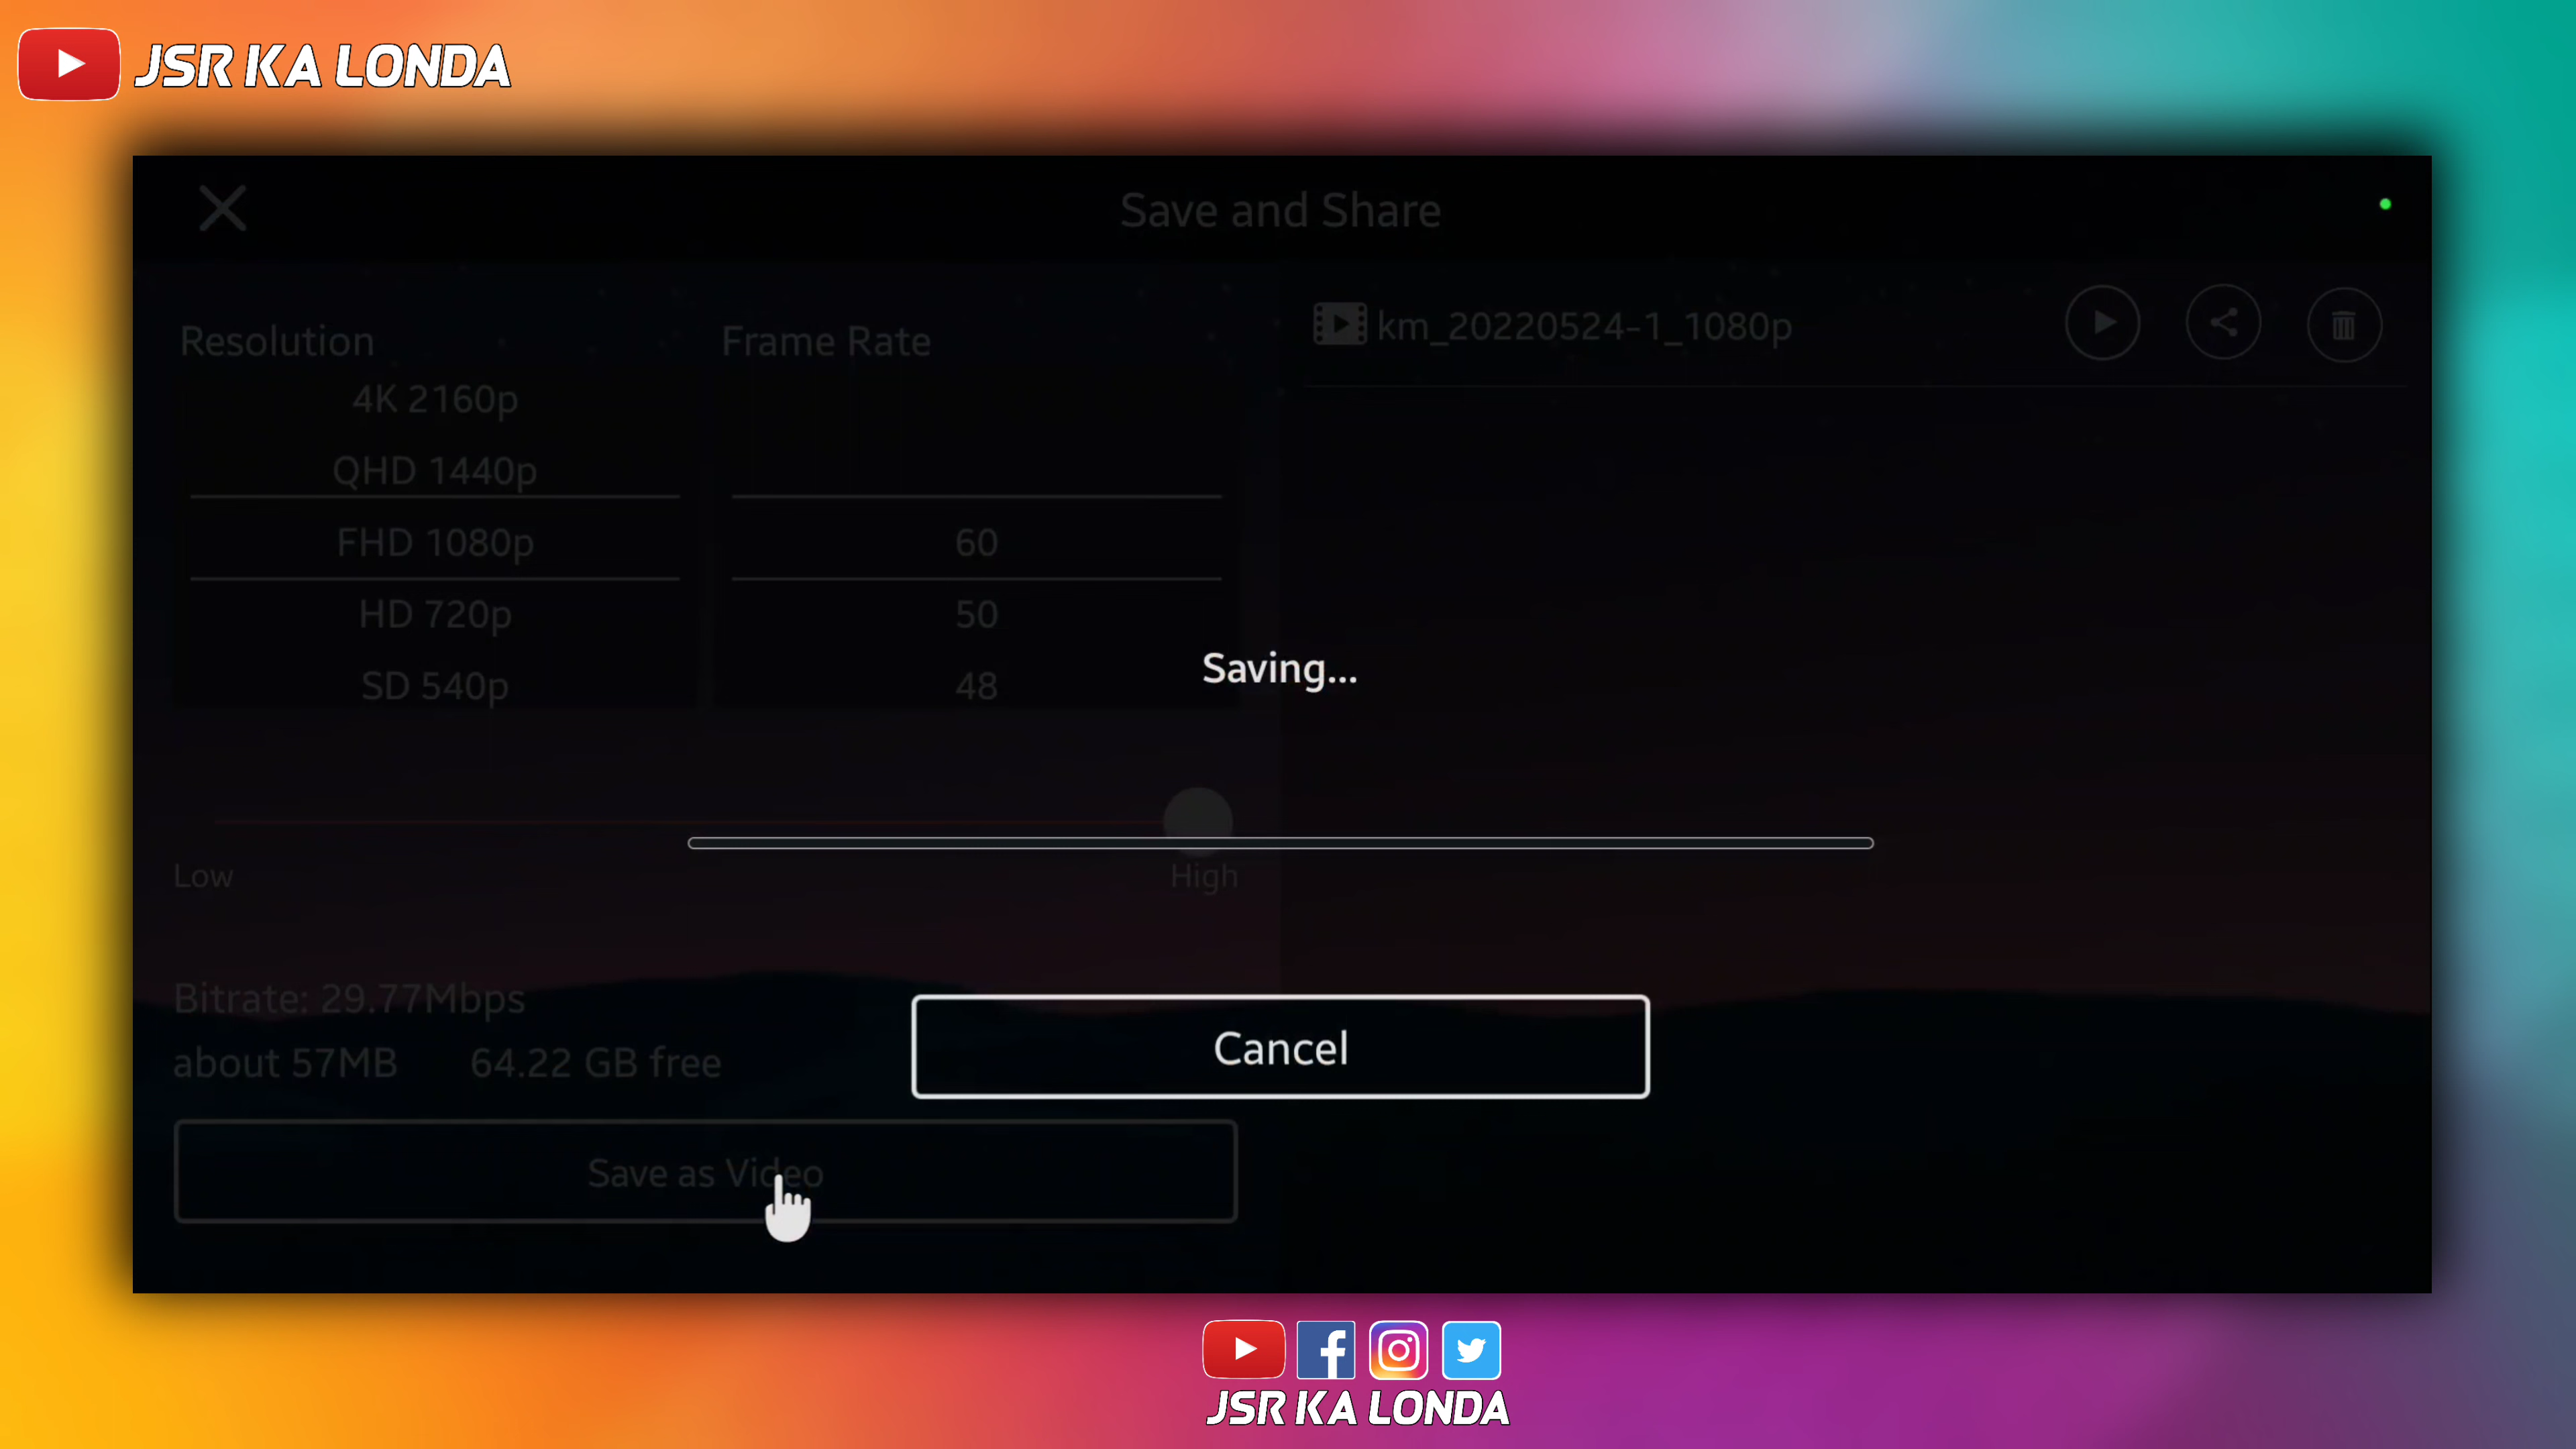 JSR KA LONDA
Save and Share
Resolution
Frame Rate
km_20220524-1_1080p
4K 2160p
QHD 1440p
FHD 1080p
60
HD 720p
50
SD 540p
48
Saving...
Low
High
Bitrate: 29.77Mbps
about 57MB 64.22 GB free
Cancel
Save as Video
JSR KA LONDA